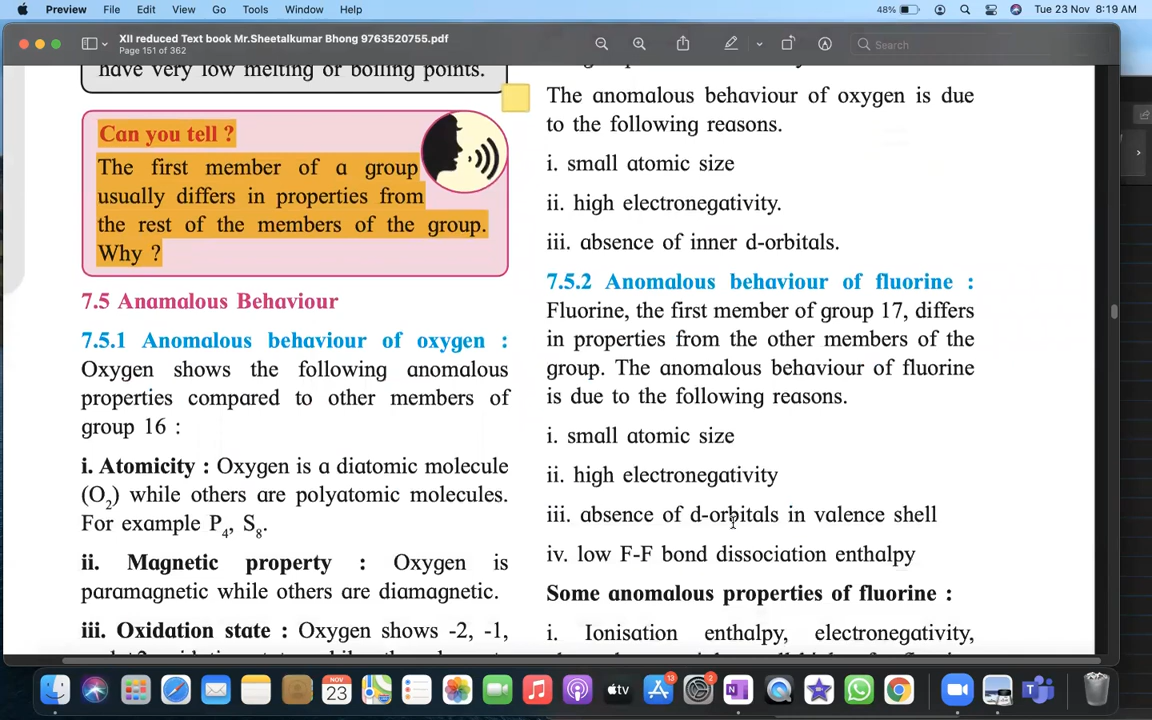 Preview File Edit View Go Tools Window Help
48% Tue 23 Nov 8:19 AM
XII reduced Text book Mr.Sheetalkumar Bhong 9763520755.pdf
Page 151 of 362
Search
have very low melting or boiling points.
Can you tell ?
The first member of a group
usually differs in properties from
the rest of the members of the group.
Why ?
7.5 Anamalous Behaviour
7.5.1 Anomalous behaviour of oxygen :
Oxygen shows the following anomalous
properties compared to other members of
group 16 :
i. Atomicity : Oxygen is a diatomic molecule
(O2) while others are polyatomic molecules.
For example P4, S8.
ii. Magnetic property : Oxygen is
paramagnetic while others are diamagnetic.
iii. Oxidation state : Oxygen shows -2, -1,
The anomalous behaviour of oxygen is due
to the following reasons.
i. small atomic size
ii. high electronegativity.
iii. absence of inner d-orbitals.
7.5.2 Anomalous behaviour of fluorine :
Fluorine, the first member of group 17, differs
in properties from the other members of the
group. The anomalous behaviour of fluorine
is due to the following reasons.
i. small atomic size
ii. high electronegativity
iii. absence of d-orbitals in valence shell
iv. low F-F bond dissociation enthalpy
Some anomalous properties of fluorine :
i. Ionisation enthalpy, electronegativity,
NOV
23
tv
13
2